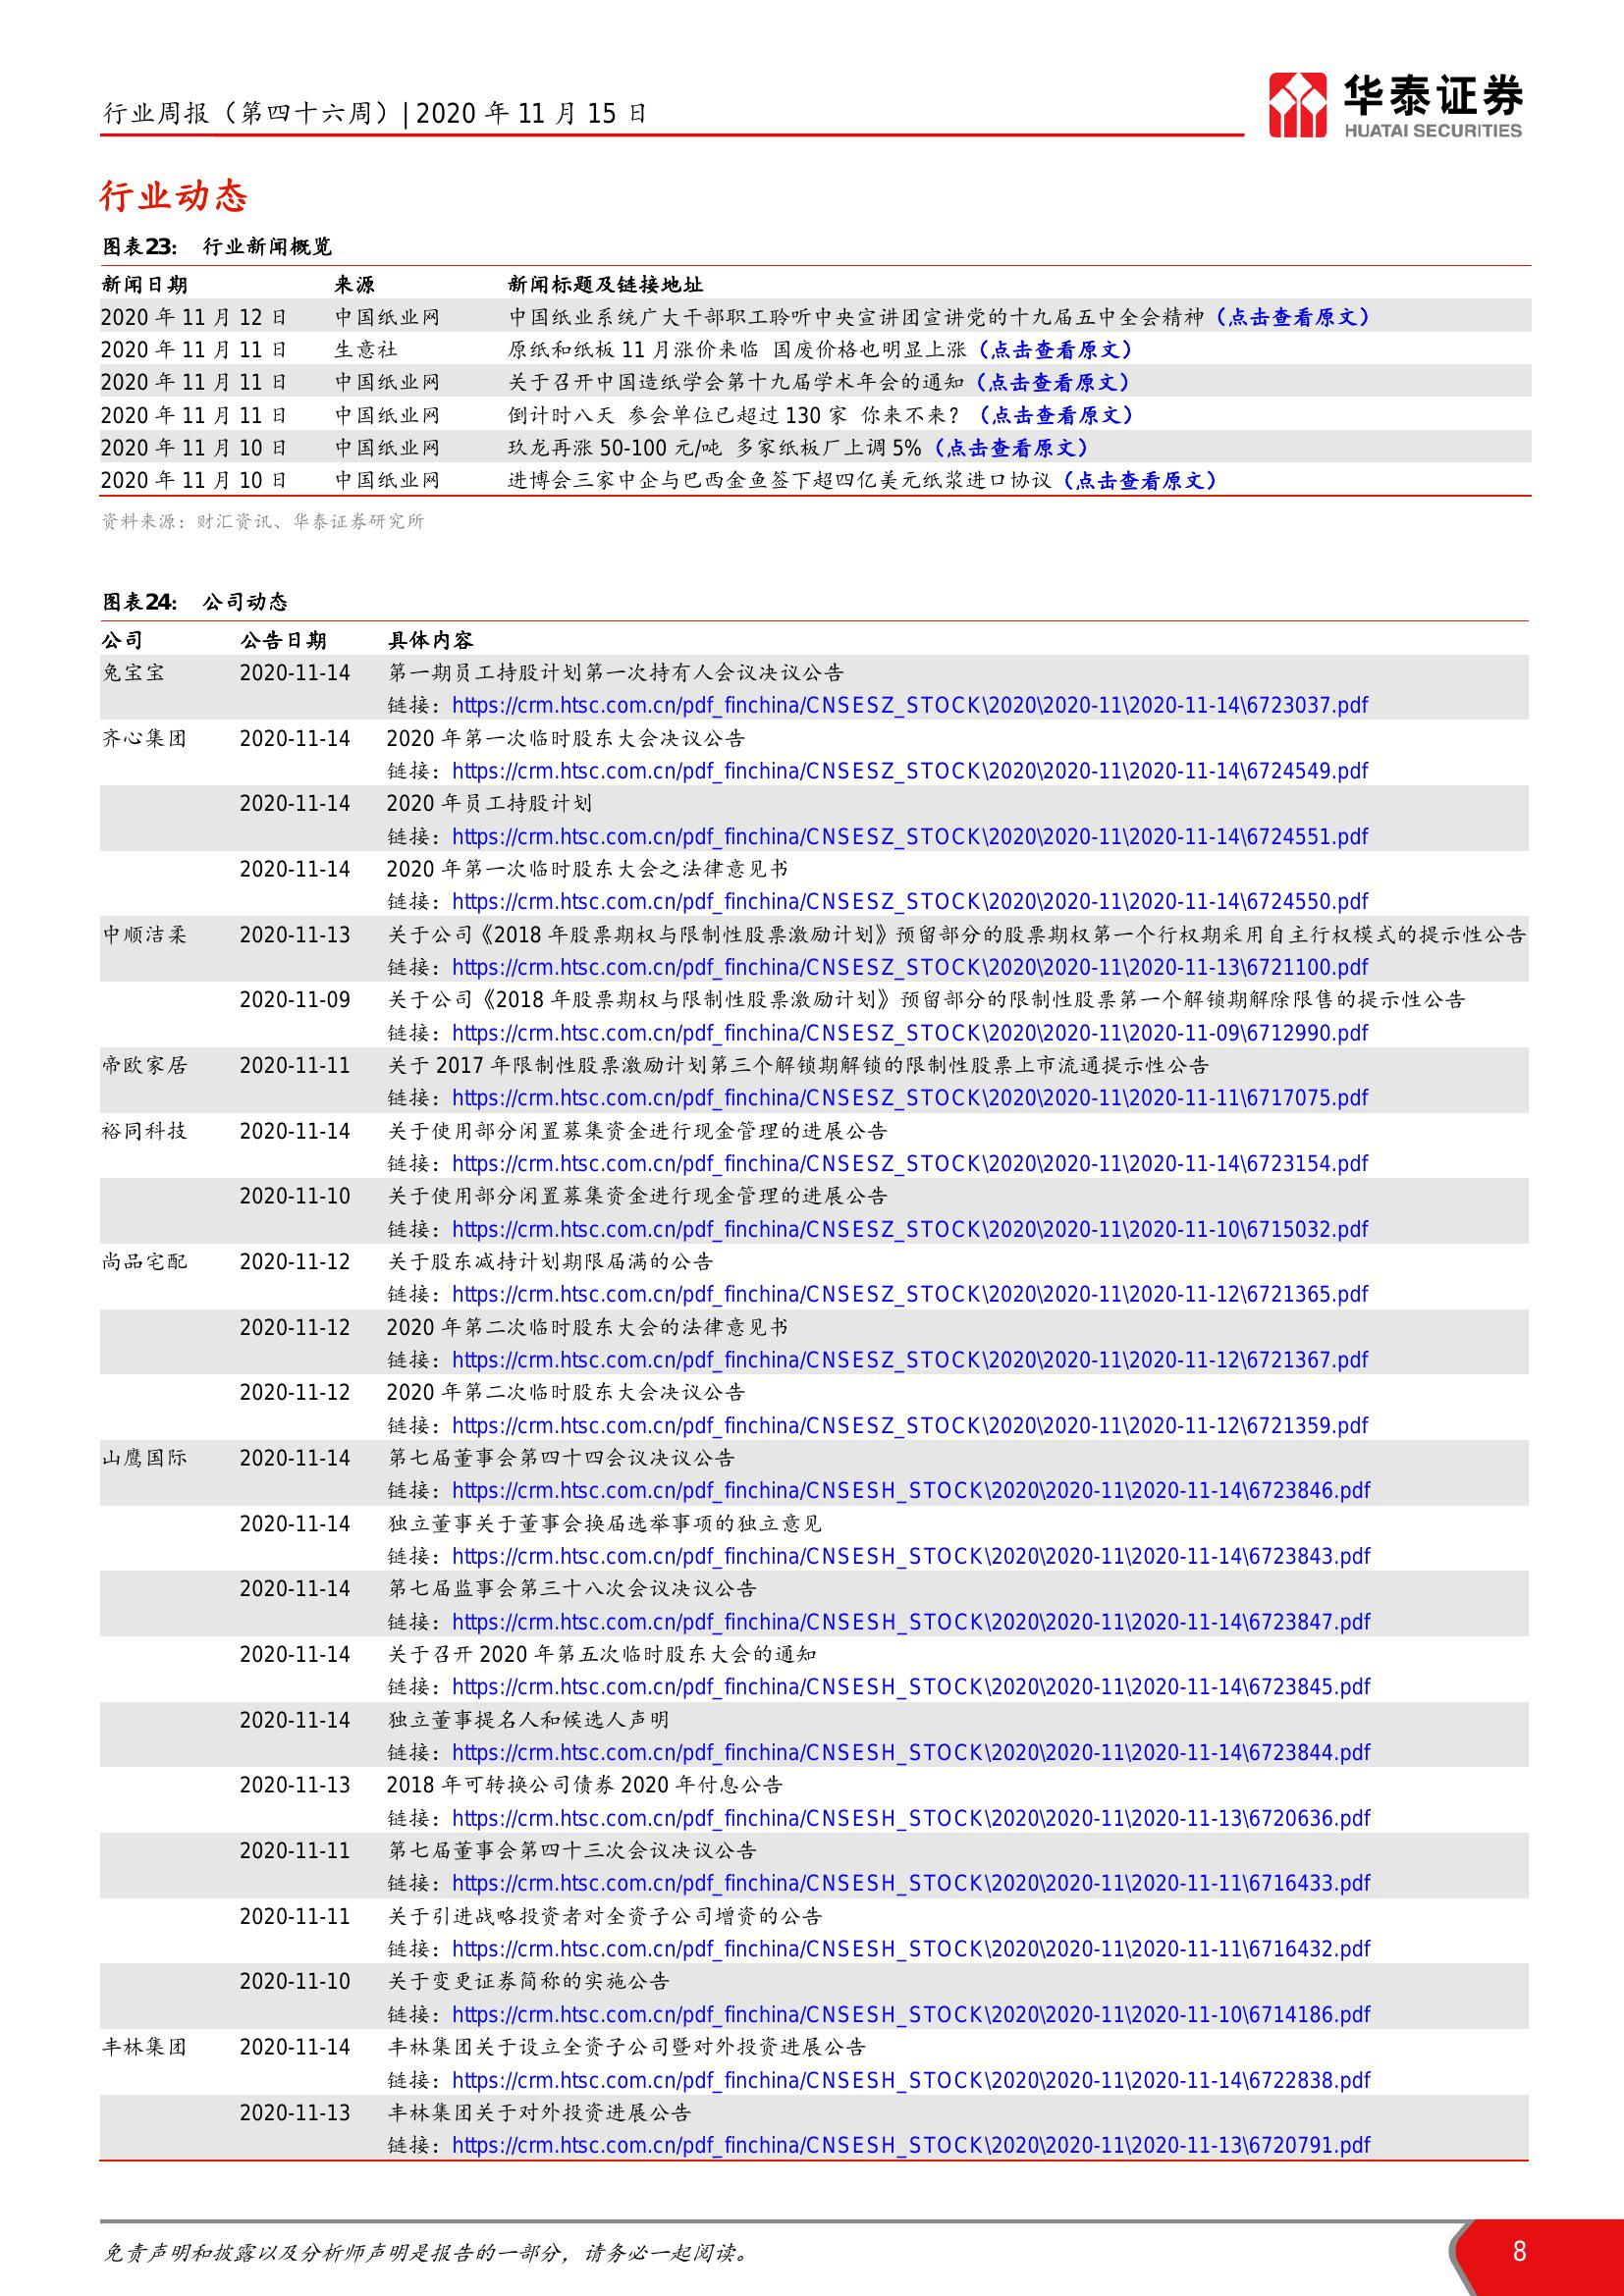 行业周报（第四十六周）| 2020 年 11 月 15 日
华泰证券
HUATAI SECURITIES
行业动态
图表23： 行业新闻概览
新闻日期 来源 新闻标题及链接地址
2020 年 11 月 12 日 中国纸业网 中国纸业系统广大干部职工聆听中央宣讲团宣讲党的十九届五中全会精神（点击查看原文）
2020 年 11 月 11 日 生意社 原纸和纸板 11 月涨价来临 国废价格也明显上涨（点击查看原文）
2020 年 11 月 11 日 中国纸业网 关于召开中国造纸学会第十九届学术年会的通知（点击查看原文）
2020 年 11 月 11 日 中国纸业网 倒计时八天 参会单位已超过 130 家 你来不来？（点击查看原文）
2020 年 11 月 10 日 中国纸业网 玖龙再涨 50-100 元/吨 多家纸板厂上调 5%（点击查看原文）
2020 年 11 月 10 日 中国纸业网 进博会三家中企与巴西金鱼签下超四亿美元纸浆进口协议（点击查看原文）
资料来源：财汇资讯、华泰证券研究所
图表24： 公司动态
公司 公告日期 具体内容
兔宝宝 2020-11-14 第一期员工持股计划第一次持有人会议决议公告
链接：https://crm.htsc.com.cn/pdf_finchina/CNSESZ_STOCK\2020\2020-11\2020-11-14\6723037.pdf
齐心集团 2020-11-14 2020 年第一次临时股东大会决议公告
链接：https://crm.htsc.com.cn/pdf_finchina/CNSESZ_STOCK\2020\2020-11\2020-11-14\6724549.pdf
2020-11-14 2020 年员工持股计划
链接：https://crm.htsc.com.cn/pdf_finchina/CNSESZ_STOCK\2020\2020-11\2020-11-14\6724551.pdf
2020-11-14 2020 年第一次临时股东大会之法律意见书
链接：https://crm.htsc.com.cn/pdf_finchina/CNSESZ_STOCK\2020\2020-11\2020-11-14\6724550.pdf
中顺洁柔 2020-11-13 关于公司《2018 年股票期权与限制性股票激励计划》预留部分的股票期权第一个行权期采用自主行权模式的提示性公告
链接：https://crm.htsc.com.cn/pdf_finchina/CNSESZ_STOCK\2020\2020-11\2020-11-13\6721100.pdf
2020-11-09 关于公司《2018 年股票期权与限制性股票激励计划》预留部分的限制性股票第一个解锁期解除限售的提示性公告
链接：https://crm.htsc.com.cn/pdf_finchina/CNSESZ_STOCK\2020\2020-11\2020-11-09\6712990.pdf
帝欧家居 2020-11-11 关于 2017 年限制性股票激励计划第三个解锁期解锁的限制性股票上市流通提示性公告
链接：https://crm.htsc.com.cn/pdf_finchina/CNSESZ_STOCK\2020\2020-11\2020-11-11\6717075.pdf
裕同科技 2020-11-14 关于使用部分闲置募集资金进行现金管理的进展公告
链接：https://crm.htsc.com.cn/pdf_finchina/CNSESZ_STOCK\2020\2020-11\2020-11-14\6723154.pdf
2020-11-10 关于使用部分闲置募集资金进行现金管理的进展公告
链接：https://crm.htsc.com.cn/pdf_finchina/CNSESZ_STOCK\2020\2020-11\2020-11-10\6715032.pdf
尚品宅配 2020-11-12 关于股东减持计划期限届满的公告
链接：https://crm.htsc.com.cn/pdf_finchina/CNSESZ_STOCK\2020\2020-11\2020-11-12\6721365.pdf
2020-11-12 2020 年第二次临时股东大会的法律意见书
链接：https://crm.htsc.com.cn/pdf_finchina/CNSESZ_STOCK\2020\2020-11\2020-11-12\6721367.pdf
2020-11-12 2020 年第二次临时股东大会决议公告
链接：https://crm.htsc.com.cn/pdf_finchina/CNSESZ_STOCK\2020\2020-11\2020-11-12\6721359.pdf
山鹰国际 2020-11-14 第七届董事会第四十四会议决议公告
链接：https://crm.htsc.com.cn/pdf_finchina/CNSESH_STOCK\2020\2020-11\2020-11-14\6723846.pdf
2020-11-14 独立董事关于董事会换届选举事项的独立意见
链接：https://crm.htsc.com.cn/pdf_finchina/CNSESH_STOCK\2020\2020-11\2020-11-14\6723843.pdf
2020-11-14 第七届监事会第三十八次会议决议公告
链接：https://crm.htsc.com.cn/pdf_finchina/CNSESH_STOCK\2020\2020-11\2020-11-14\6723847.pdf
2020-11-14 关于召开 2020 年第五次临时股东大会的通知
链接：https://crm.htsc.com.cn/pdf_finchina/CNSESH_STOCK\2020\2020-11\2020-11-14\6723845.pdf
2020-11-14 独立董事提名人和候选人声明
链接：https://crm.htsc.com.cn/pdf_finchina/CNSESH_STOCK\2020\2020-11\2020-11-14\6723844.pdf
2020-11-13 2018 年可转换公司债券 2020 年付息公告
链接：https://crm.htsc.com.cn/pdf_finchina/CNSESH_STOCK\2020\2020-11\2020-11-13\6720636.pdf
2020-11-11 第七届董事会第四十三次会议决议公告
链接：https://crm.htsc.com.cn/pdf_finchina/CNSESH_STOCK\2020\2020-11\2020-11-11\6716433.pdf
2020-11-11 关于引进战略投资者对全资子公司增资的公告
链接：https://crm.htsc.com.cn/pdf_finchina/CNSESH_STOCK\2020\2020-11\2020-11-11\6716432.pdf
2020-11-10 关于变更证券简称的实施公告
链接：https://crm.htsc.com.cn/pdf_finchina/CNSESH_STOCK\2020\2020-11\2020-11-10\6714186.pdf
丰林集团 2020-11-14 丰林集团关于设立全资子公司暨对外投资进展公告
链接：https://crm.htsc.com.cn/pdf_finchina/CNSESH_STOCK\2020\2020-11\2020-11-14\6722838.pdf
2020-11-13 丰林集团关于对外投资进展公告
链接：https://crm.htsc.com.cn/pdf_finchina/CNSESH_STOCK\2020\2020-11\2020-11-13\6720791.pdf
免责声明和披露以及分析师声明是报告的一部分，请务必一起阅读。 8